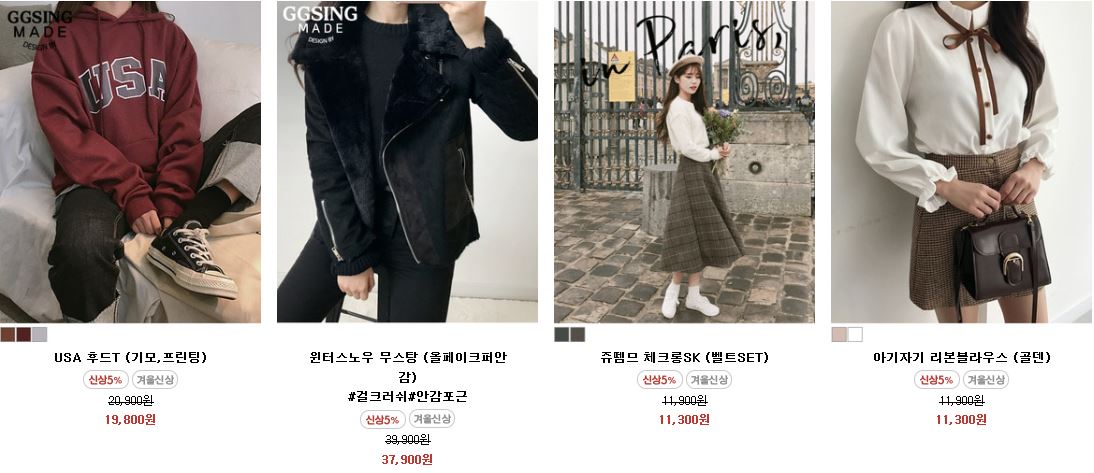 GGSING
MADE
DESIGN BY
USA
USA 후드T (기모,프린팅)
신상5% 겨울신상
20,900원
19,800원
GGSING
MADE
DESIGN BY
윈터스노우 무스탕 (올페이크퍼안
감)
#걸크러쉬#안감포근
신상5% 겨울신상
39,900원
37,900원
in Paris,
쥬뗌므 체크롱SK (벨트SET)
신상5% 겨울신상
11,900원
11,300원
아기자기 리본블라우스 (골덴)
신상5% 겨울신상
11,900원
11,300원